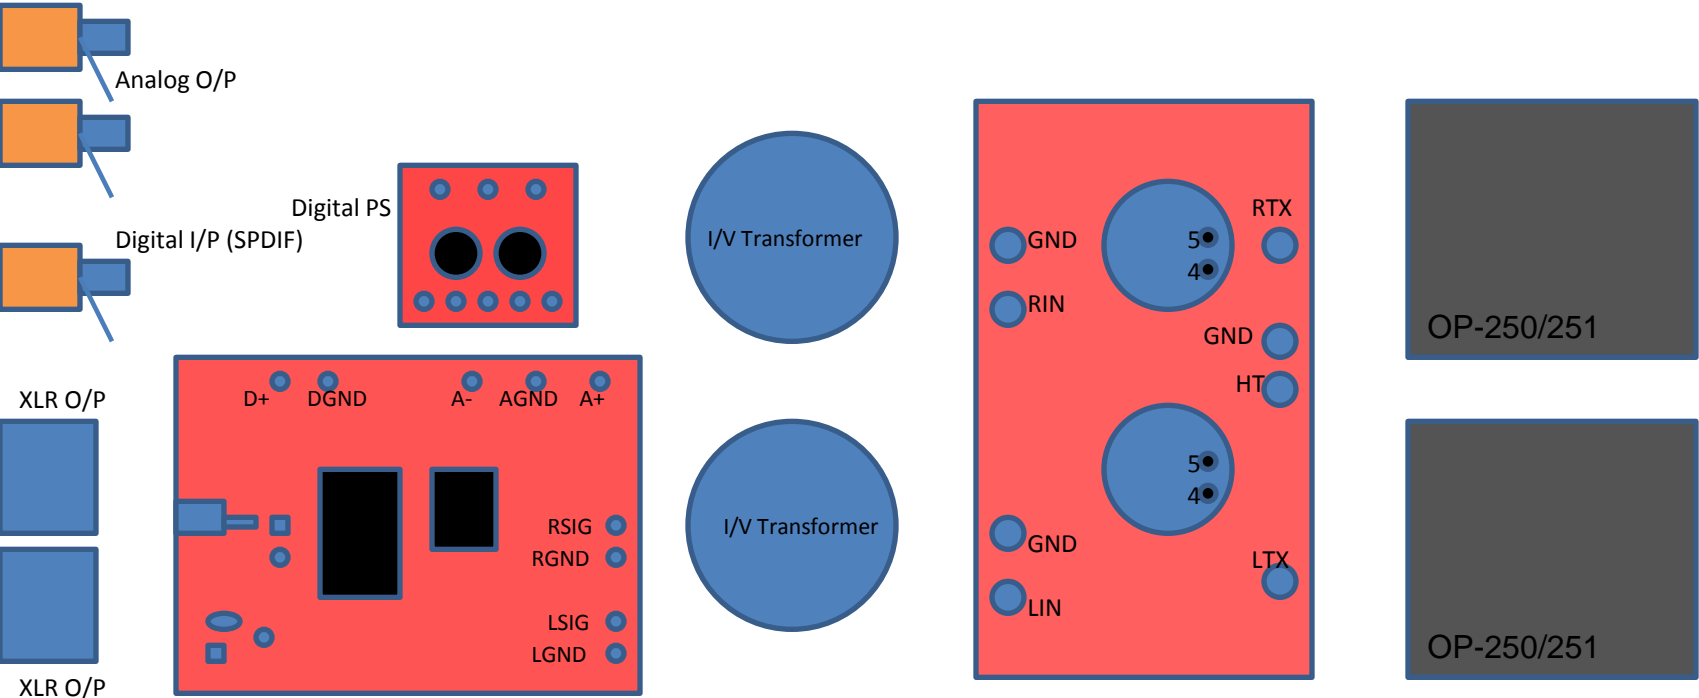 Analog O/P
Digital PS
Digital I/P (SPDIF)
XLR O/P
XLR O/P
D+ DGND A- AGND A+
RSIG
RGND
LSIG
LGND
I/V Transformer
I/V Transformer
GND
RIN
5
4
RTX
GND
HT
5
4
GND
LIN
LTX
OP-250/251
OP-250/251